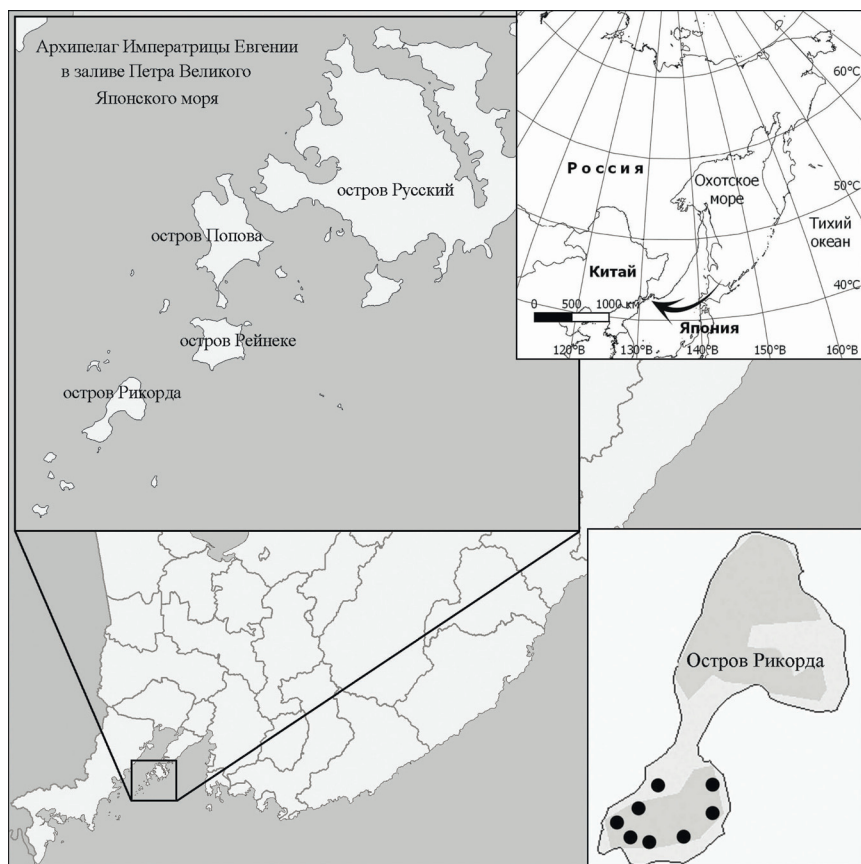 Архипелаг Императрицы Евгении
в заливе Петра Великого
Японского моря
остров Русский
остров Попова
остров Рейнеке
остров Рикорда
60°С
Россия
Охотское
море
50°С
Тихий
океан
Китай
40°С
0 500 1000 км
Япония
120°В 130°В 140°В 150°В 160°В
Остров Рикорда